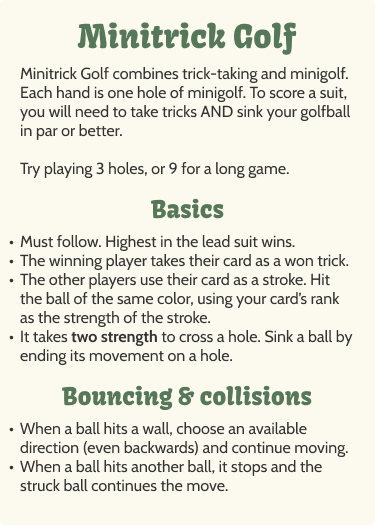 Minitrick Golf
Minitrick Golf combines trick-taking and minigolf.
Each hand is one hole of minigolf. To score a suit,
you will need to take tricks AND sink your golfball
in par or better.
Try playing 3 holes, or 9 for a long game.
Basics
• Must follow. Highest in the lead suit wins.
• The winning player takes their card as a won trick.
• The other players use their card as a stroke. Hit
the ball of the same color, using your card's rank
as the strength of the stroke.
• It takes two strength to cross a hole. Sink a ball by
ending its movement on a hole.
Bouncing & collisions
• When a ball hits a wall, choose an available
direction (even backwards) and continue moving.
• When a ball hits another ball, it stops and the
struck ball continues the move.